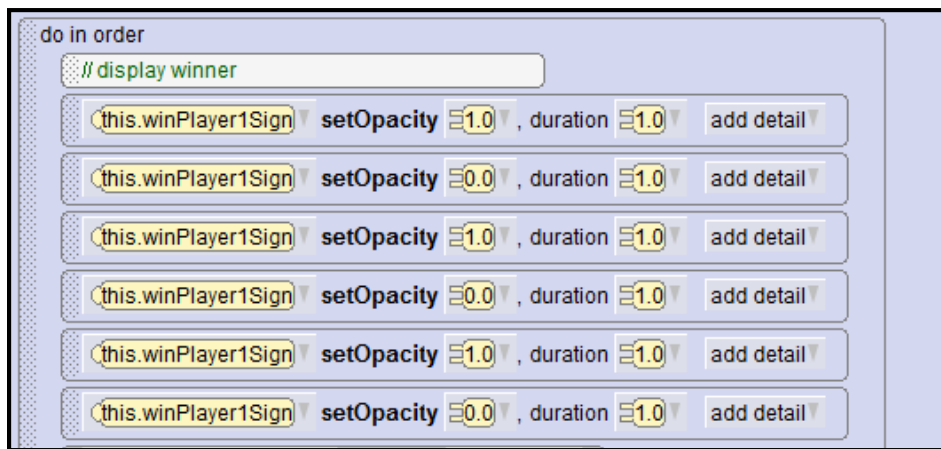 do in order
// display winner
this.winPlayer1Sign setOpacity 1.0 , duration 1.0 add detail
this.winPlayer1Sign setOpacity 0.0 , duration 1.0 add detail
this.winPlayer1Sign setOpacity 1.0 , duration 1.0 add detail
this.winPlayer1Sign setOpacity 0.0 , duration 1.0 add detail
this.winPlayer1Sign setOpacity 1.0 , duration 1.0 add detail
this.winPlayer1Sign setOpacity 0.0 , duration 1.0 add detail